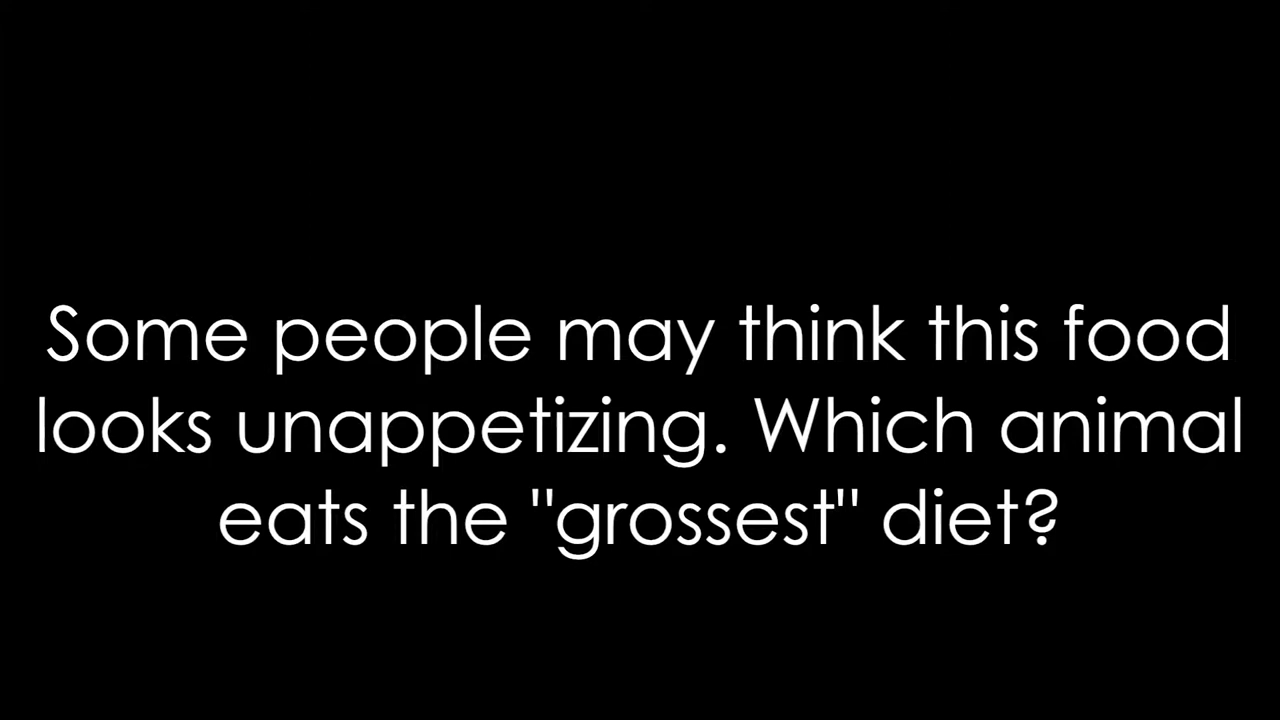 Some people may think this food
looks unappetizing. Which animal
eats the "grossest" diet?